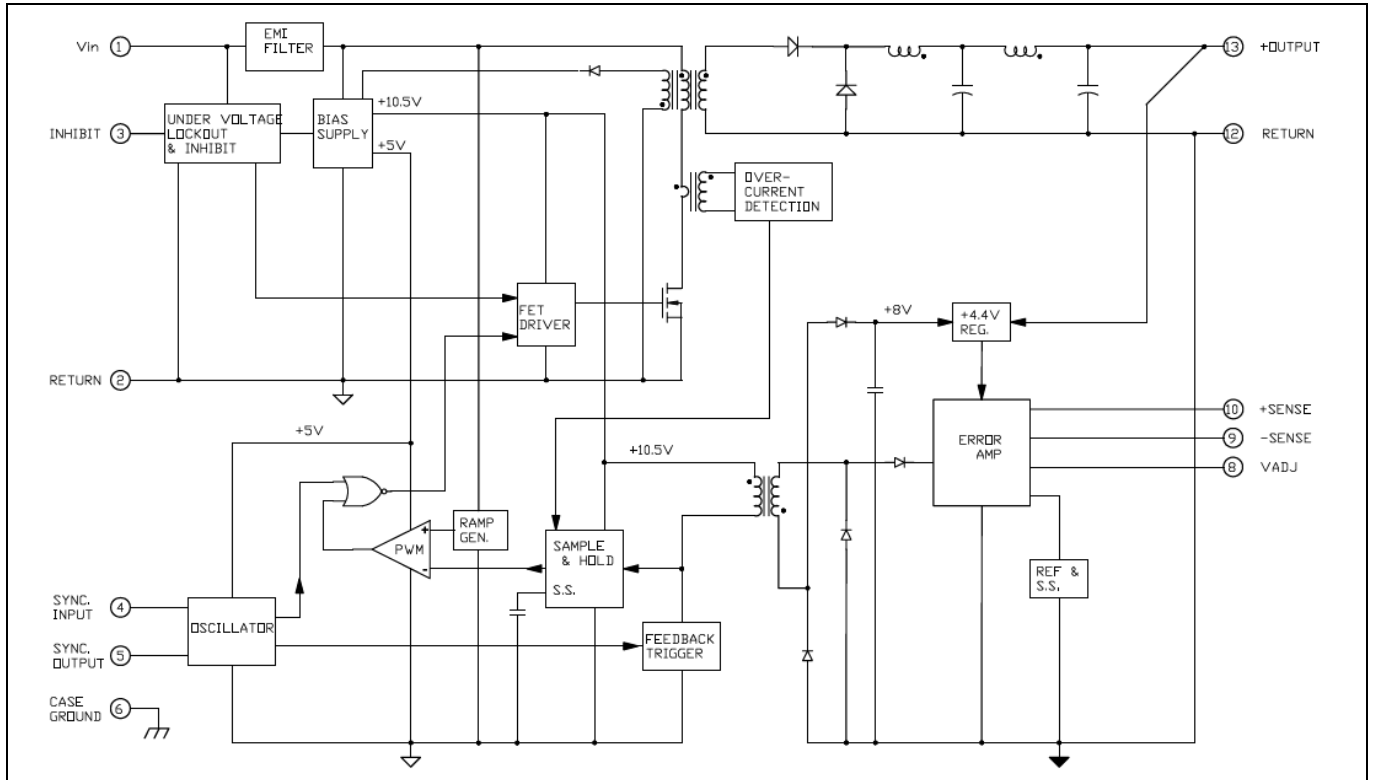 EMI
FILTER
Vin 1
13 +OUTPUT
+10.5V
UNDER VOLTAGE
LOCKOUT
& INHIBIT
BIAS
SUPPLY
INHIBIT 3
12 RETURN
+5V
OVER-
CURRENT
DETECTION
FET
DRIVER
+8V
+4.4V
REG.
RETURN 2
10 +SENSE
+5V
9 -SENSE
ERROR
AMP
+10.5V
8 VADJ
RAMP
GEN.
+
PWM
-
SAMPLE
& HOLD
S.S.
REF &
S.S.
SYNC.
INPUT 4
OSCILLATOR
FEEDBACK
TRIGGER
SYNC.
OUTPUT 5
CASE
GROUND 6